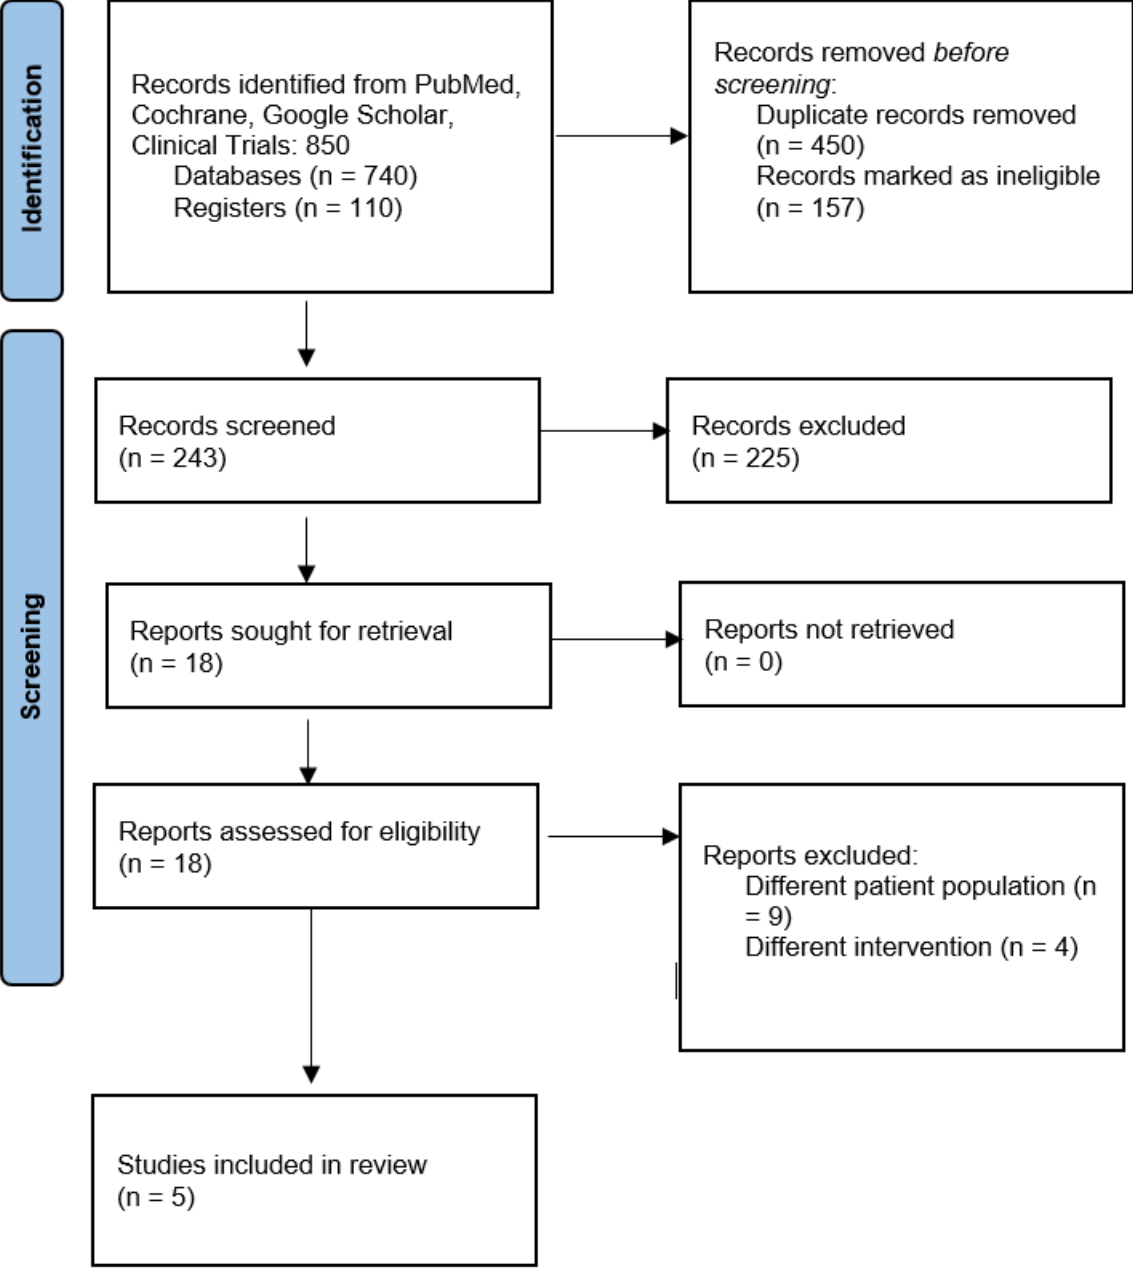 Identification
Records identified from PubMed,
Cochrane, Google Scholar,
Clinical Trials: 850
Databases (n = 740)
Registers (n = 110)
Records removed before
screening:
Duplicate records removed
(n = 450)
Records marked as ineligible
(n = 157)
Screening
Records screened
(n = 243)
Records excluded
(n = 225)
Reports sought for retrieval
(n = 18)
Reports not retrieved
(n = 0)
Reports assessed for eligibility
(n = 18)
Reports excluded:
Different patient population (n
= 9)
Different intervention (n = 4)
Studies included in review
(n = 5)